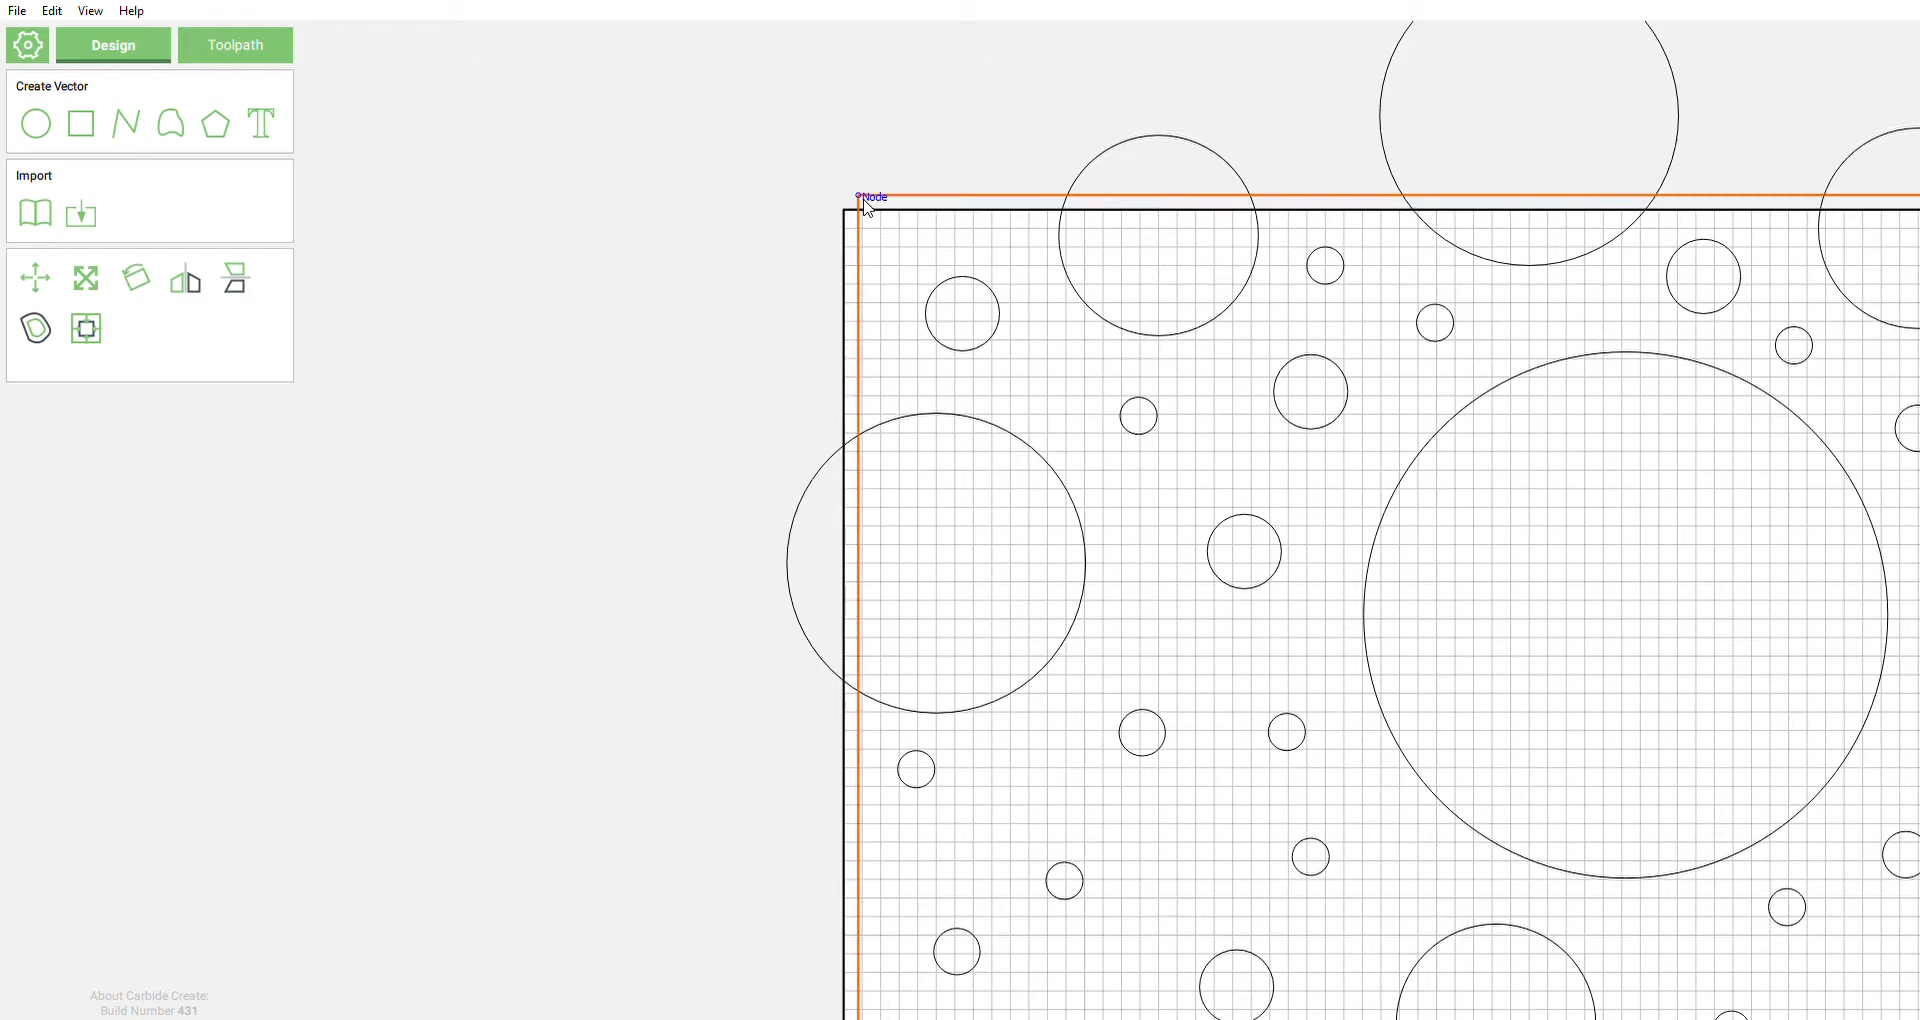 File Edit View Help
Design Toolpath
Create Vector
Import
Node
About Carbide Create:
Build Number 431